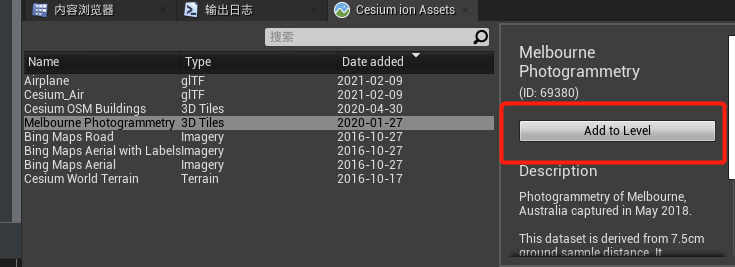 内容浏览器 输出日志 Cesium ion Assets
搜索
Name Type Date added
Airplane glTF 2021-02-09
Cesium_Air glTF 2021-02-09
Cesium OSM Buildings 3D Tiles 2020-04-30
Melbourne Photogrammetry 3D Tiles 2020-01-27
Bing Maps Road Imagery 2016-10-27
Bing Maps Aerial with Labels Imagery 2016-10-27
Bing Maps Aerial Imagery 2016-10-27
Cesium World Terrain Terrain 2016-10-17
Melbourne
Photogrammetry
(ID: 69380)
Add to Level
Description
Photogrammetry of Melbourne,
Australia captured in May 2018.
This dataset is derived from 7.5cm
ground sample distance. It